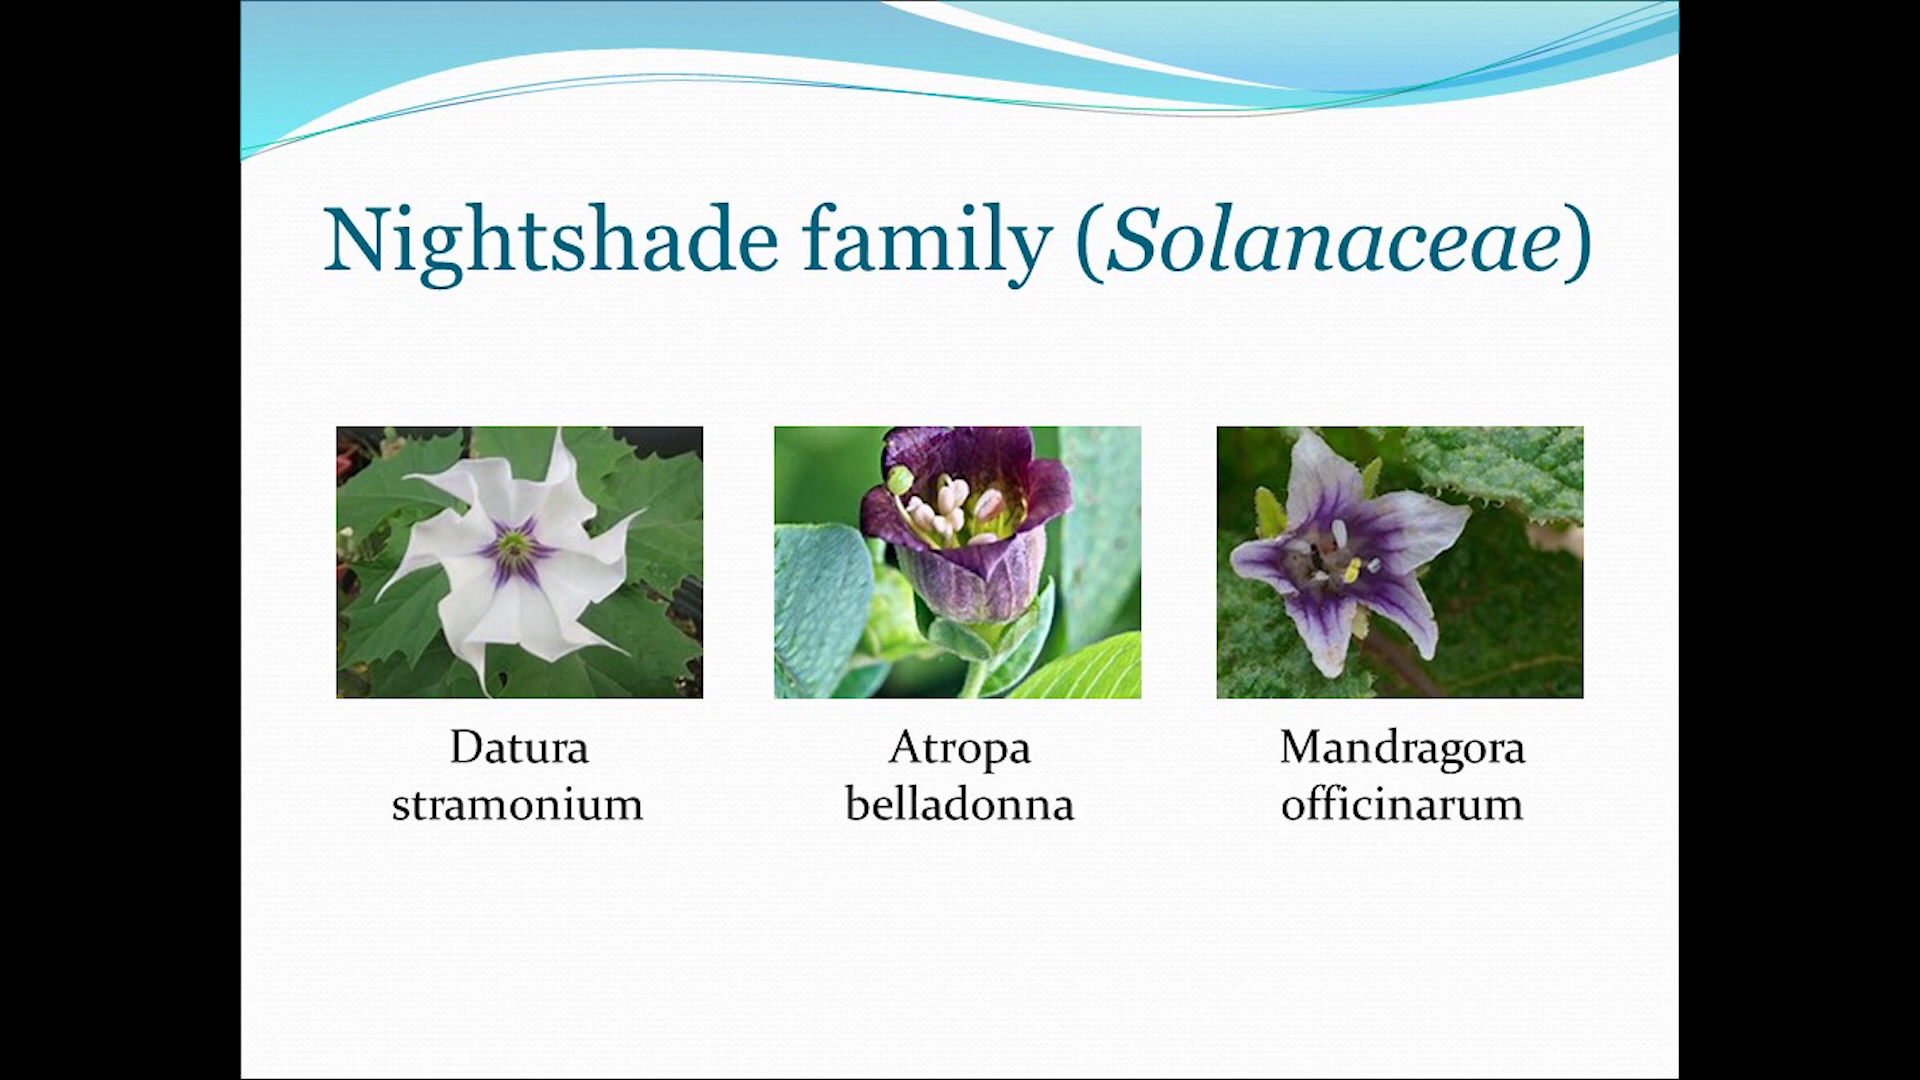 Nightshade family (Solanaceae)
Datura
stramonium
Atropa
belladonna
Mandragora
officinarum